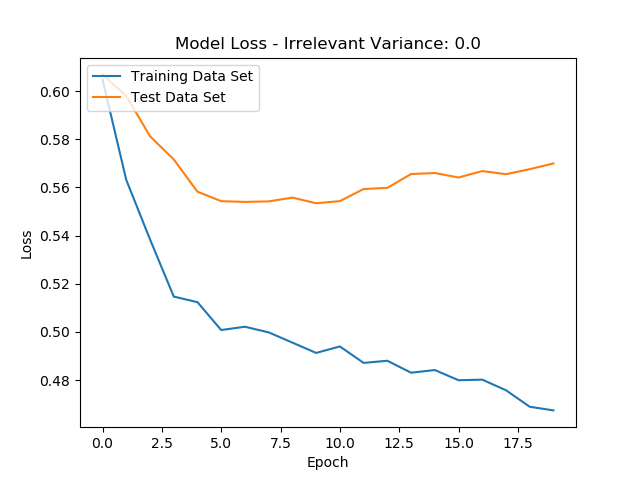 Model Loss - Irrelevant Variance: 0.0
Training Data Set
Test Data Set
0.60
0.58
0.56
0.54
0.52
0.50
0.48
Loss
0.0 2.5 5.0 7.5 10.0 12.5 15.0 17.5
Epoch